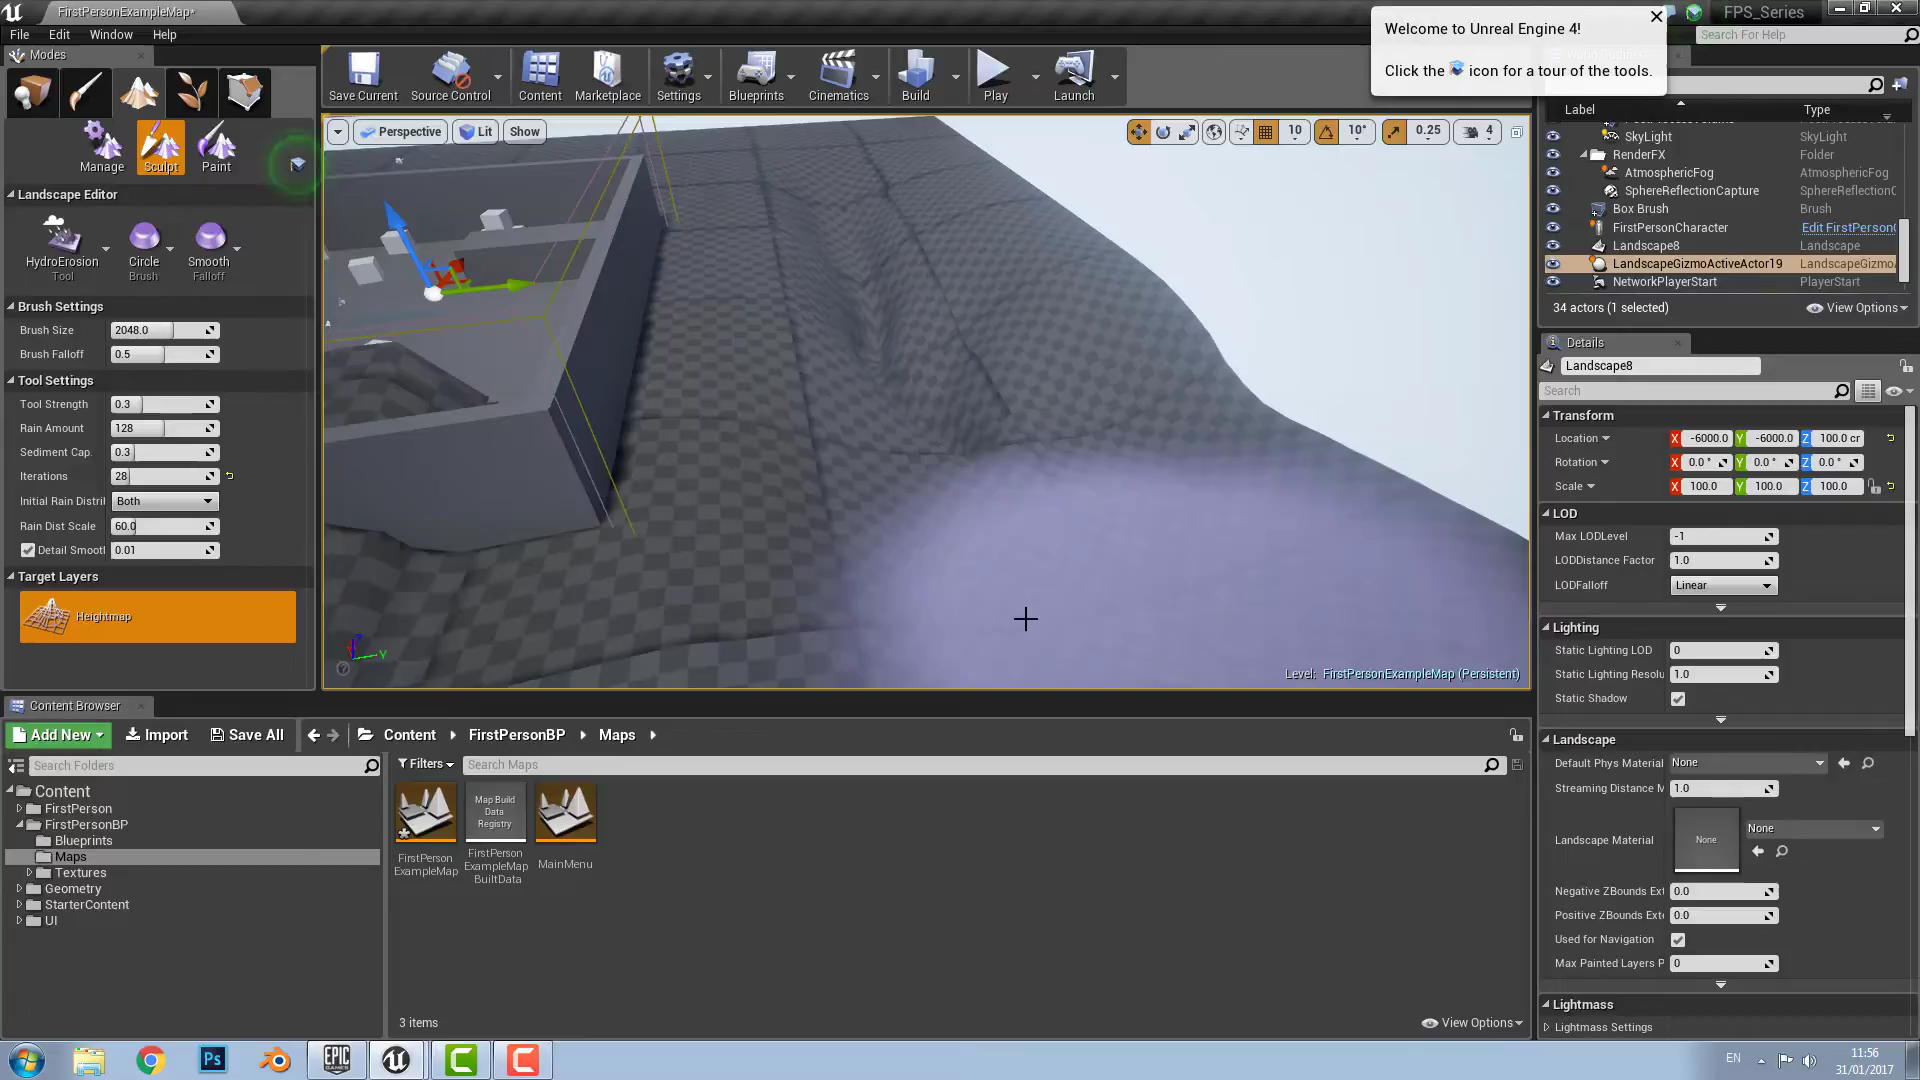 FirstPersonExampleMap*
FPS_Series
File Edit Window Help
Search For Help
Welcome to Unreal Engine 4!
Click the icon for a tour of the tools.
Modes
Manage Sculpt Paint
Landscape Editor
HydroErosion Circle Smooth
Tool Brush Falloff
Brush Settings
Brush Size 2048.0
Brush Falloff 0.5
Tool Settings
Tool Strength 0.3
Rain Amount 128
Sediment Cap. 0.3
Iterations 28
Initial Rain Distri Both
Rain Dist Scale 60.0
Detail Smoot 0.01
Target Layers
Heightmap
Save Current Source Control Content Marketplace Settings Blueprints Cinematics Build Play Launch
Perspective Lit Show
10 10° 0.25 4
X Y
Level: FirstPersonExampleMap (Persistent)
Label Type
SkyLight SkyLight
RenderFX Folder
AtmosphericFog AtmosphericFog
SphereReflectionCapture SphereReflectionC
Box Brush Brush
FirstPersonCharacter Edit FirstPerson
Landscape8 Landscape
LandscapeGizmoActiveActor19 LandscapeGizmo
NetworkPlayerStart PlayerStart
34 actors (1 selected) View Options
Details
Landscape8
Search
Transform
Location X -6000.0 Y -6000.0 Z 100.0 cr
Rotation X 0.0 ° Y 0.0 ° Z 0.0 °
Scale X 100.0 Y 100.0 Z 100.0
LOD
Max LODLevel -1
LODDistance Factor 1.0
LODFalloff Linear
Lighting
Static Lighting LOD 0
Static Lighting Resolu 1.0
Static Shadow
Landscape
Default Phys Material None
Streaming Distance M 1.0
Landscape Material None None
Negative ZBounds Ext 0.0
Positive ZBounds Exte 0.0
Used for Navigation
Max Painted Layers P 0
Lightmass
Lightmass Settings
Content Browser
Add New Import Save All Content FirstPersonBP Maps
Search Folders
Filters Search Maps
Content
FirstPerson
FirstPersonBP
Blueprints
Maps
Textures
Geometry
StarterContent
UI
Map Build
Data
Registry
FirstPerson
ExampleMap
FirstPerson
ExampleMap
BuiltData
MainMenu
3 items View Options
Ps
EPIC
GAMES
EN
11:56
31/01/2017